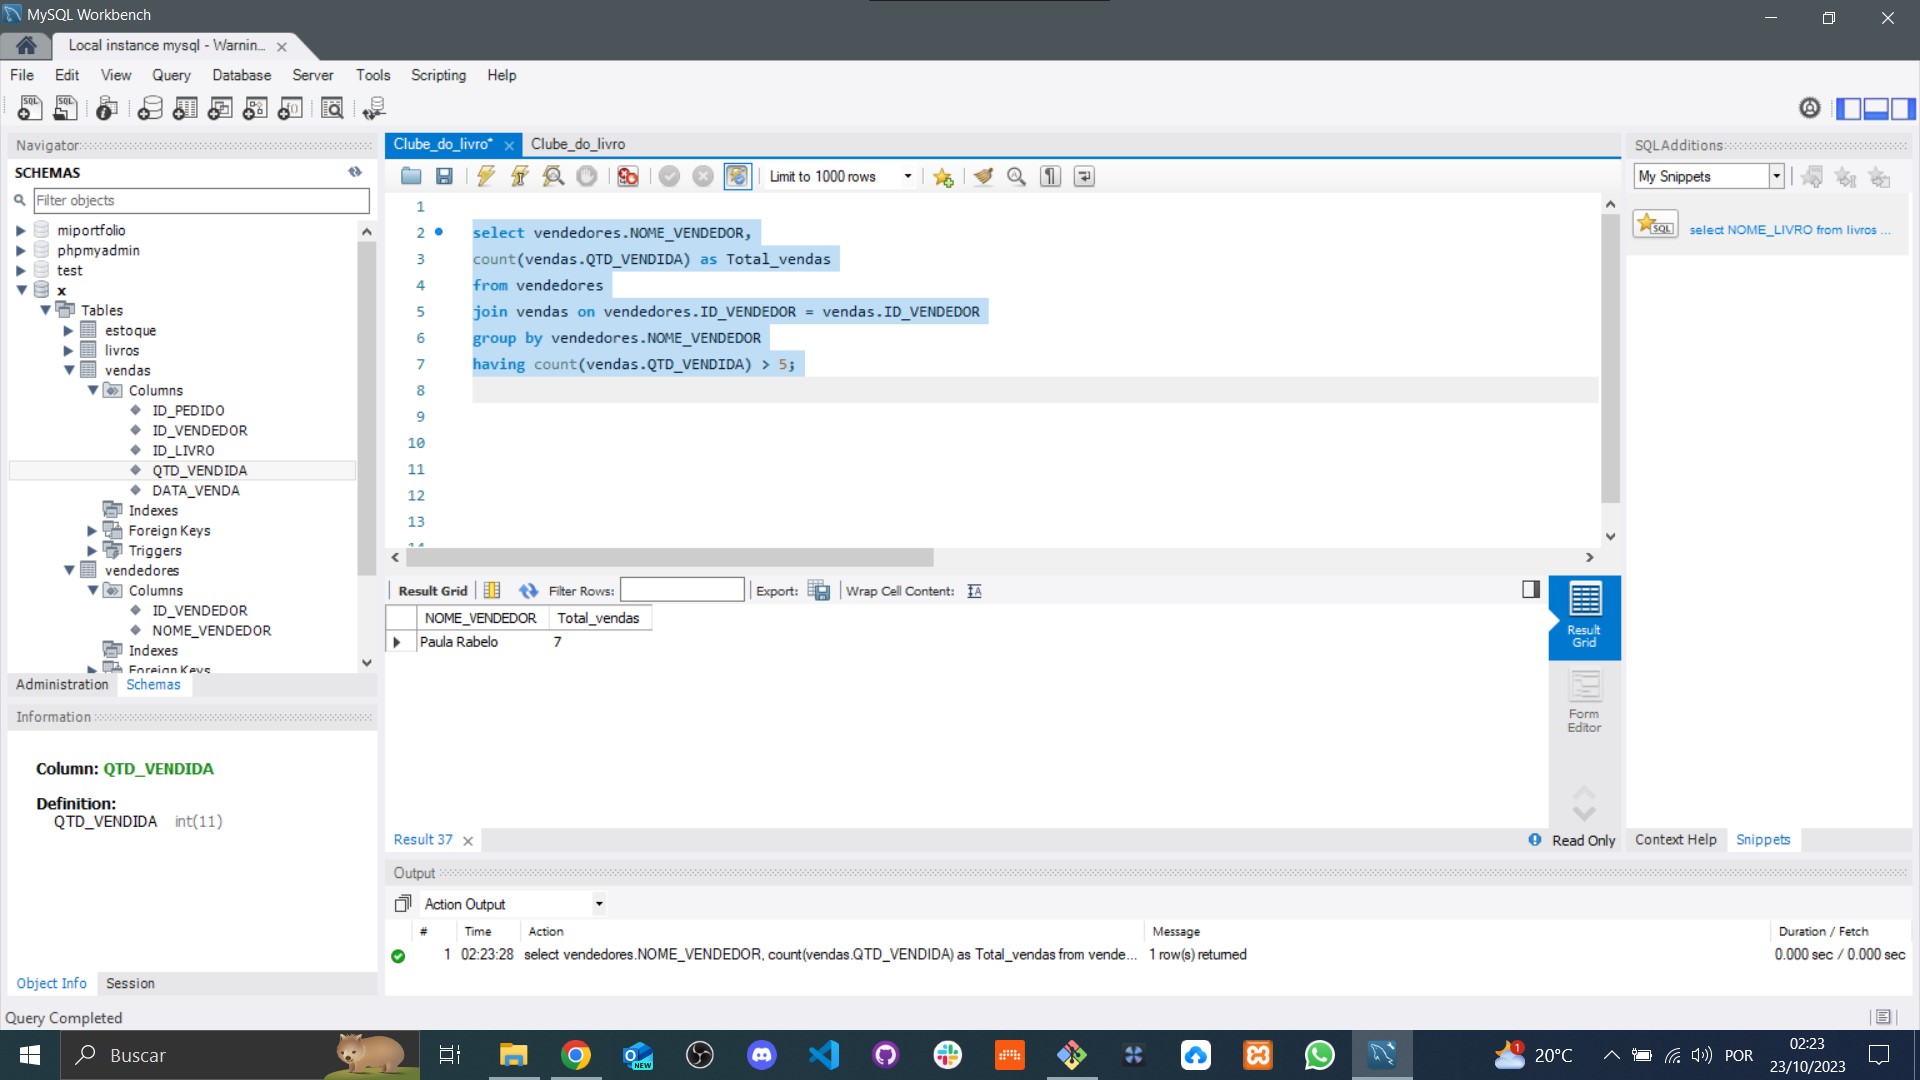 MySQL Workbench
Local instance mysql - Warnin...
File Edit View Query Database Server Tools Scripting Help
Navigator
SCHEMAS
Filter objects
miportfolio
phpmyadmin
test
x
Tables
estoque
livros
vendas
Columns
ID_PEDIDO
ID_VENDEDOR
ID_LIVRO
QTD_VENDIDA
DATA_VENDA
Indexes
Foreign Keys
Triggers
vendedores
Columns
ID_VENDEDOR
NOME_VENDEDOR
Indexes
Foreign Keys
Administration Schemas
Information
Column: QTD_VENDIDA
Definition:
QTD_VENDIDA int(11)
Object Info Session
Clube_do_livro* Clube_do_livro
Limit to 1000 rows
1
2 select vendedores.NOME_VENDEDOR,
3 count(vendas.QTD_VENDIDA) as Total_vendas
4 from vendedores
5 join vendas on vendedores.ID_VENDEDOR = vendas.ID_VENDEDOR
6 group by vendedores.NOME_VENDEDOR
7 having count(vendas.QTD_VENDIDA) > 5;
8
9
10
11
12
13
14
Result Grid Filter Rows: Export: Wrap Cell Content:
NOME_VENDEDOR Total_vendas
Paula Rabelo 7
Result Grid
Form Editor
Result 37
Read Only
SQLAdditions
My Snippets
SQL
select NOME_LIVRO from livros ...
Context Help Snippets
Output
Action Output
# Time Action Message Duration / Fetch
1 02:23:28 select vendedores.NOME_VENDEDOR, count(vendas.QTD_VENDIDA) as Total_vendas from vende... 1 row(s) returned 0.000 sec / 0.000 sec
Query Completed
Buscar
NEW
1
20°C
POR
02:23
23/10/2023